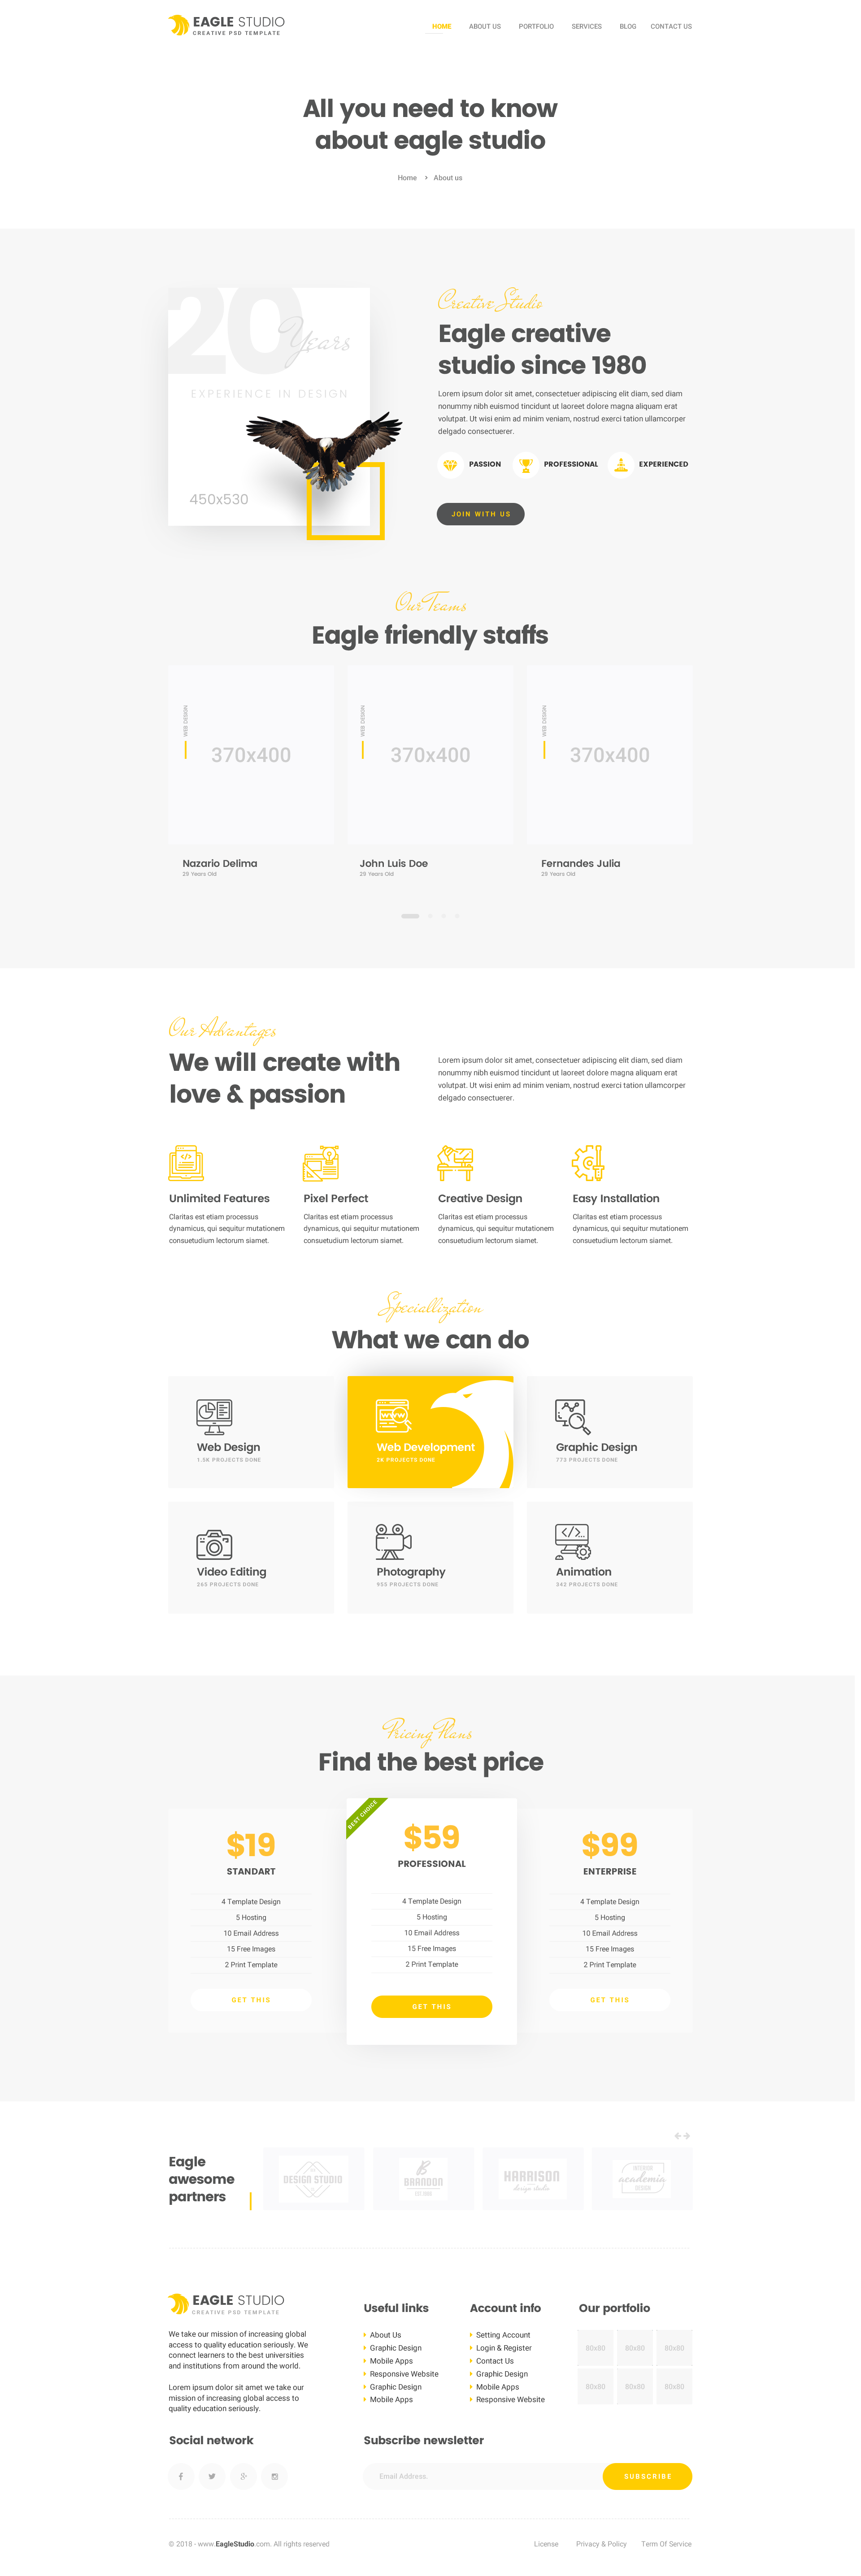 EAGLE STUDIO
CREATIVE PSD TEMPLATE
HOME ABOUT US PORTFOLIO SERVICES BLOG CONTACT US
All you need to know
about eagle studio
Home > About us
20
Years
EXPERIENCE IN DESIGN
450x530
Creative Studio
Eagle creative
studio since 1980
Lorem ipsum dolor sit amet, consectetuer adipiscing elit diam, sed diam
nonummy nibh euismod tincidunt ut laoreet dolore magna aliquam erat
volutpat. Ut wisi enim ad minim veniam, nostrud exerci tation ullamcorper
delgado consectuerer.
PASSION PROFESSIONAL EXPERIENCED
JOIN WITH US
Our Teams
Eagle friendly staffs
WEB DESIGN
370x400
WEB DESIGN
370x400
WEB DESIGN
370x400
Nazario Delima
29 Years Old
John Luis Doe
29 Years Old
Fernandes Julia
29 Years Old
Our Advantages
We will create with
love & passion
Lorem ipsum dolor sit amet, consectetuer adipiscing elit diam, sed diam
nonummy nibh euismod tincidunt ut laoreet dolore magna aliquam erat
volutpat. Ut wisi enim ad minim veniam, nostrud exerci tation ullamcorper
delgado consectuerer.
Unlimited Features
Claritas est etiam processus
dynamicus, qui sequitur mutationem
consuetudium lectorum siamet.
Pixel Perfect
Claritas est etiam processus
dynamicus, qui sequitur mutationem
consuetudium lectorum siamet.
Creative Design
Claritas est etiam processus
dynamicus, qui sequitur mutationem
consuetudium lectorum siamet.
Easy Installation
Claritas est etiam processus
dynamicus, qui sequitur mutationem
consuetudium lectorum siamet.
Speciallization
What we can do
Web Design
1.5K PROJECTS DONE
WWW
Web Development
2K PROJECTS DONE
Graphic Design
773 PROJECTS DONE
Video Editing
265 PROJECTS DONE
Photography
955 PROJECTS DONE
Animation
342 PROJECTS DONE
Pricing Plans
Find the best price
$19
STANDART
4 Template Design
5 Hosting
10 Email Address
15 Free Images
2 Print Template
GET THIS
BEST CHOICE
$59
PROFESSIONAL
4 Template Design
5 Hosting
10 Email Address
15 Free Images
2 Print Template
GET THIS
$99
ENTERPRISE
4 Template Design
5 Hosting
10 Email Address
15 Free Images
2 Print Template
GET THIS
Eagle
awesome
partners
DESIGN STUDIO
B
BRANDON
HARRISON
design studio
INTERIOR
academia
DESIGN
EAGLE STUDIO
CREATIVE PSD TEMPLATE
We take our mission of increasing global
access to quality education seriously. We
connect learners to the best universities
and institutions from around the world.
Lorem ipsum dolor sit amet we take our
mission of increasing global access to
quality education seriously.
Useful links
About Us
Graphic Design
Mobile Apps
Responsive Website
Graphic Design
Mobile Apps
Account info
Setting Account
Login & Register
Contact Us
Graphic Design
Mobile Apps
Responsive Website
Our portfolio
80x80 80x80 80x80
80x80 80x80 80x80
Social network
Subscribe newsletter
Email Address.
SUBSCRIBE
© 2018 - www.EagleStudio.com. All rights reserved
License Privacy & Policy Term Of Service